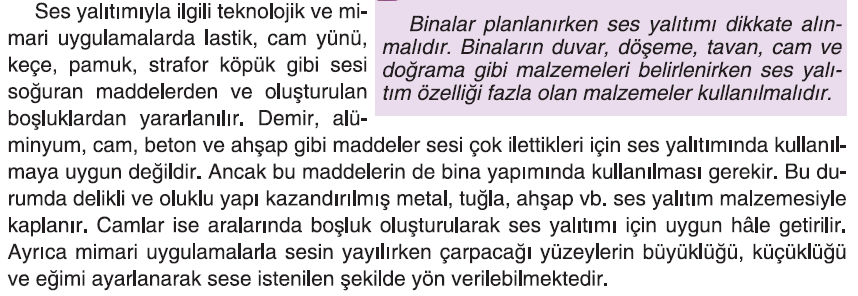 Ses yalıtımıyla ilgili teknolojik ve mi-
mari uygulamalarda lastik, cam yünü,
keçe, pamuk, strafor köpük gibi sesi
soğuran maddelerden ve oluşturulan
boşluklardan yararlanılır. Demir, alü-
Binalar planlanırken ses yalıtımı dikkate alın-
malıdır. Binaların duvar, döşeme, tavan, cam ve
doğrama gibi malzemeleri belirlenirken ses yalı-
tım özelliği fazla olan malzemeler kullanılmalıdır.
minyum, cam, beton ve ahşap gibi maddeler sesi çok ilettikleri için ses yalıtımında kullanıl-
maya uygun değildir. Ancak bu maddelerin de bina yapımında kullanılması gerekir. Bu du-
rumda delikli ve oluklu yapı kazandırılmış metal, tuğla, ahşap vb. ses yalıtım malzemesiyle
kaplanır. Camlar ise aralarında boşluk oluşturularak ses yalıtımı için uygun hâle getirilir.
Ayrıca mimari uygulamalarla sesin yayılırken çarpacağı yüzeylerin büyüklüğü, küçüklüğü
ve eğimi ayarlanarak sese istenilen şekilde yön verilebilmektedir.